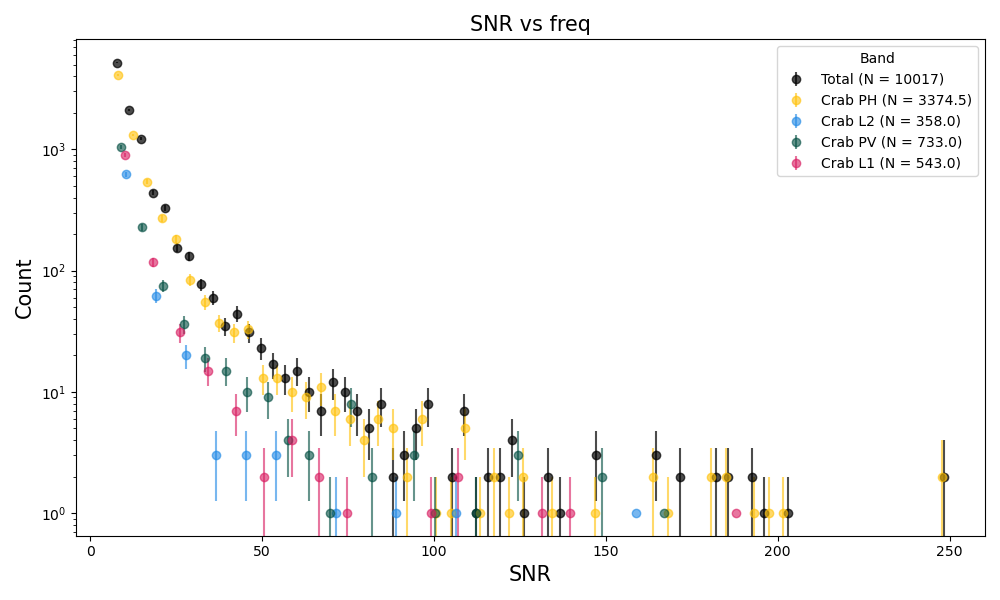 SNR vs freq
Band
Total (N = 10017)
Crab PH (N = 3374.5)
Crab L2 (N = 358.0)
Crab PV (N = 733.0)
Crab L1 (N = 543.0)
Count
10³
10²
10¹
10⁰
0 50 100 150 200 250
SNR